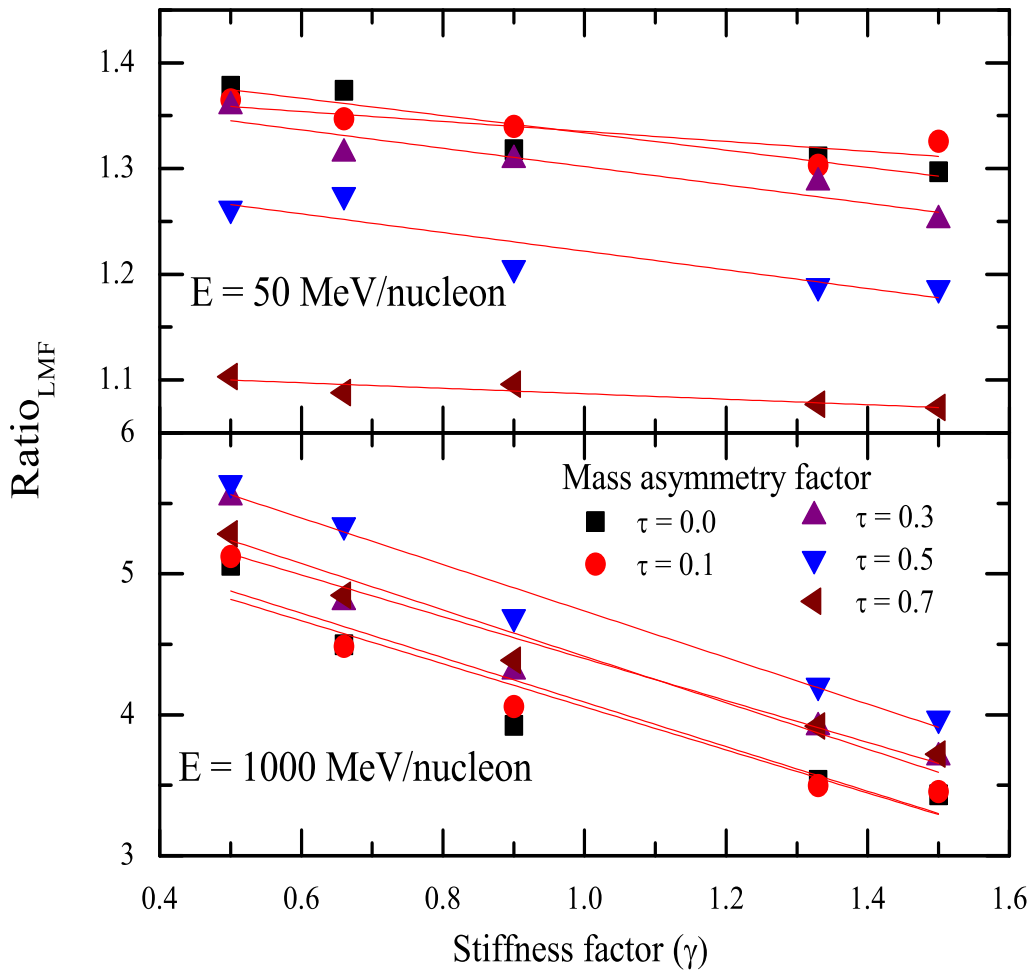 1.4
1.3
1.2
1.1
E = 50 MeV/nucleon
Ratio_LMF
6
5
4
3
Mass asymmetry factor
τ = 0.0
τ = 0.1
τ = 0.3
τ = 0.5
τ = 0.7
E = 1000 MeV/nucleon
0.4 0.6 0.8 1.0 1.2 1.4 1.6
Stiffness factor (γ)